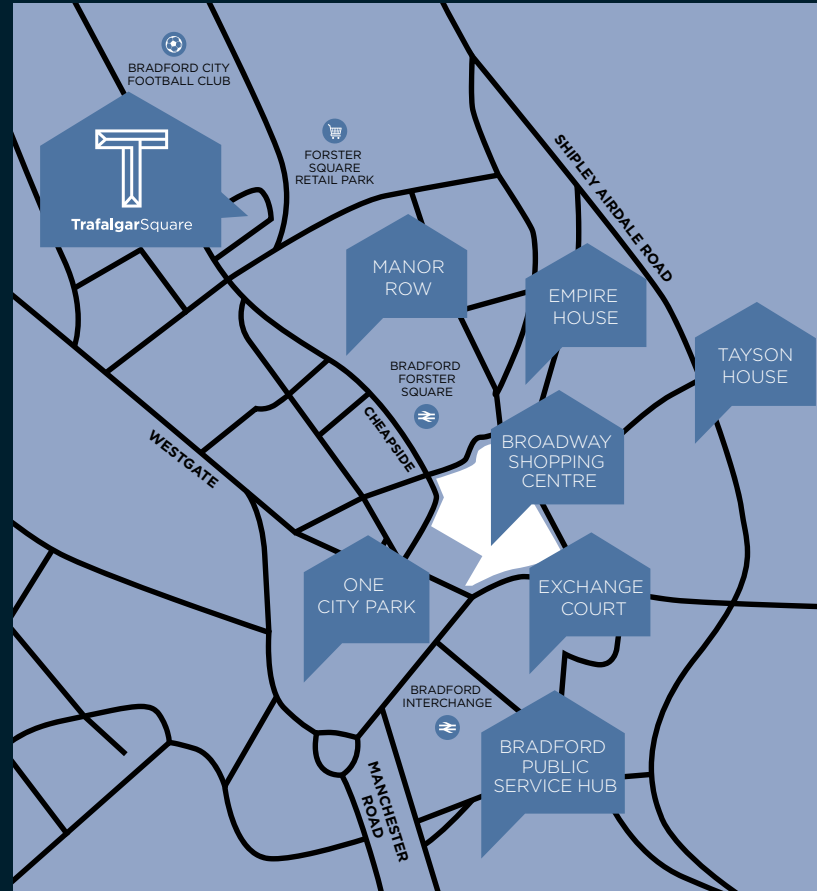 BRADFORD CITY
FOOTBALL CLUB
TrafalgarSquare
FORSTER
SQUARE
RETAIL PARK
SHIPLEY AIRDALE ROAD
MANOR
ROW
EMPIRE
HOUSE
TAYSON
HOUSE
BRADFORD
FORSTER
SQUARE
CHEAPSIDE
WESTGATE
BROADWAY
SHOPPING
CENTRE
ONE
CITY PARK
EXCHANGE
COURT
BRADFORD
INTERCHANGE
BRADFORD
PUBLIC
SERVICE HUB
MANCHESTER
ROAD